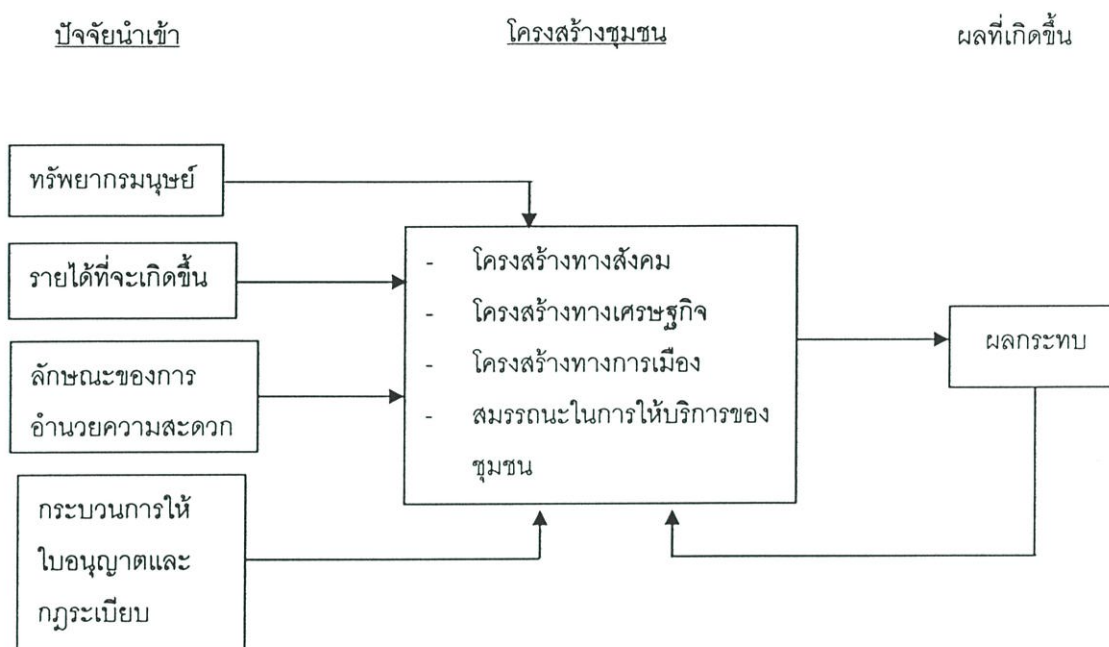 ปัจจัยนำเข้า
โครงสร้างชุมชน
ผลที่เกิดขึ้น
ทรัพยากรมนุษย์
รายได้ที่จะเกิดขึ้น
ลักษณะของการ
อำนวยความสะดวก
กระบวนการให้
ใบอนุญาตและ
กฎระเบียบ
- โครงสร้างทางสังคม
- โครงสร้างทางเศรษฐกิจ
- โครงสร้างทางการเมือง
- สมรรถนะในการให้บริการของ
ชุมชน
ผลกระทบ